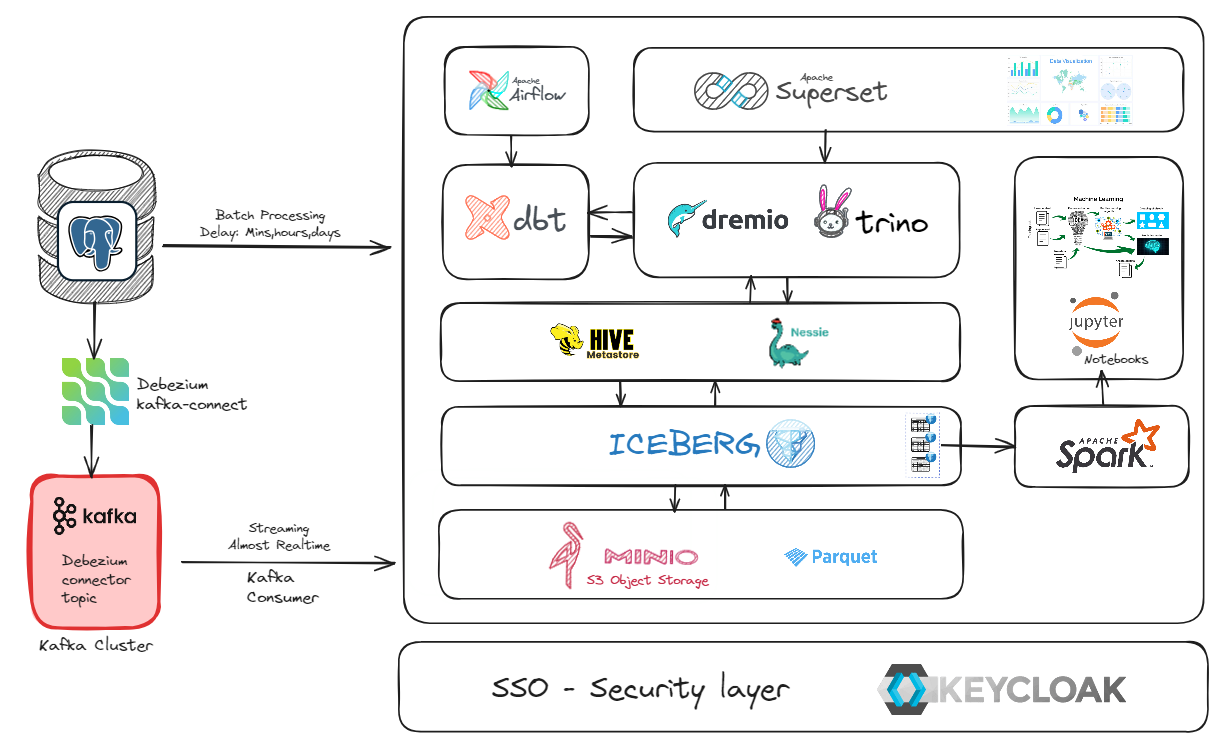 Apache
Airflow
Apache
Superset
Data Visualization
Batch Processing
Delay: Mins,hours,days
dbt
dremio
trino
Machine Learning
jupyter
Notebooks
HIVE
Metastore
Nessie
Debezium
kafka-connect
ICEBERG
APACHE
Spark
kafka
Debezium
connector
topic
Kafka Cluster
Streaming
Almost Realtime
Kafka
Consumer
MINIO
S3 Object Storage
Parquet
SSO - Security layer
KEYCLOAK